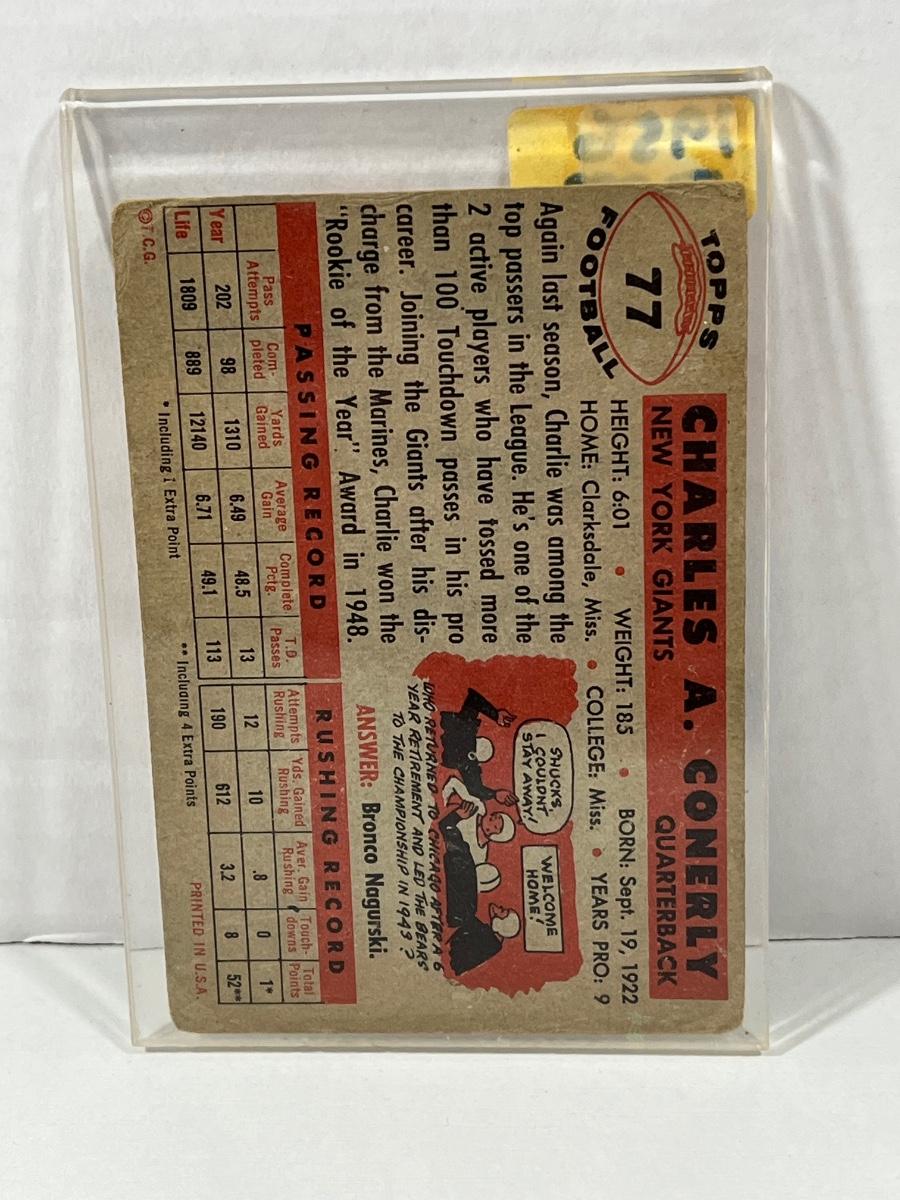 TOPPS
77
FOOTBALL
CHARLES A. CONERLY
NEW YORK GIANTS QUARTERBACK
HEIGHT: 6:01 • WEIGHT: 185 • BORN: Sept. 19, 1922
HOME: Clarksdale, Miss. • COLLEGE: Miss. • YEARS PRO: 9
Again last season, Charlie was among the
top passers in the League. He's one of the
2 active players who have tossed more
than 100 Touchdown passes in his pro
career. Joining the Giants after his dis-
charge from the Marines, Charlie won the
"Rookie of the Year" Award in 1948.
SHUCKS,
I COULDN'T
STAY AWAY!
WELCOME
HOME!
WHO RETURNED TO CHICAGO AFTER A 6
YEAR RETIREMENT AND LED THE BEARS
TO THE CHAMPIONSHIP IN 1943?
ANSWER: Bronco Nagurski.
PASSING RECORD RUSHING RECORD
Pass Attempts Com-pleted Yards Gained Average Gain Complete Pctg. T.D. Passes Attempts Rushing Yds. Gained Rushing Aver. Gain Rushing Touch-downs Total Points
Year 202 98 1310 6.49 48.5 13 12 10 .8 0 1*
Life 1809 889 12140 6.71 49.1 113 190 612 3.2 8 52**
* Including 1 Extra Point ** Including 4 Extra Points
©T.C.G. PRINTED IN U.S.A.